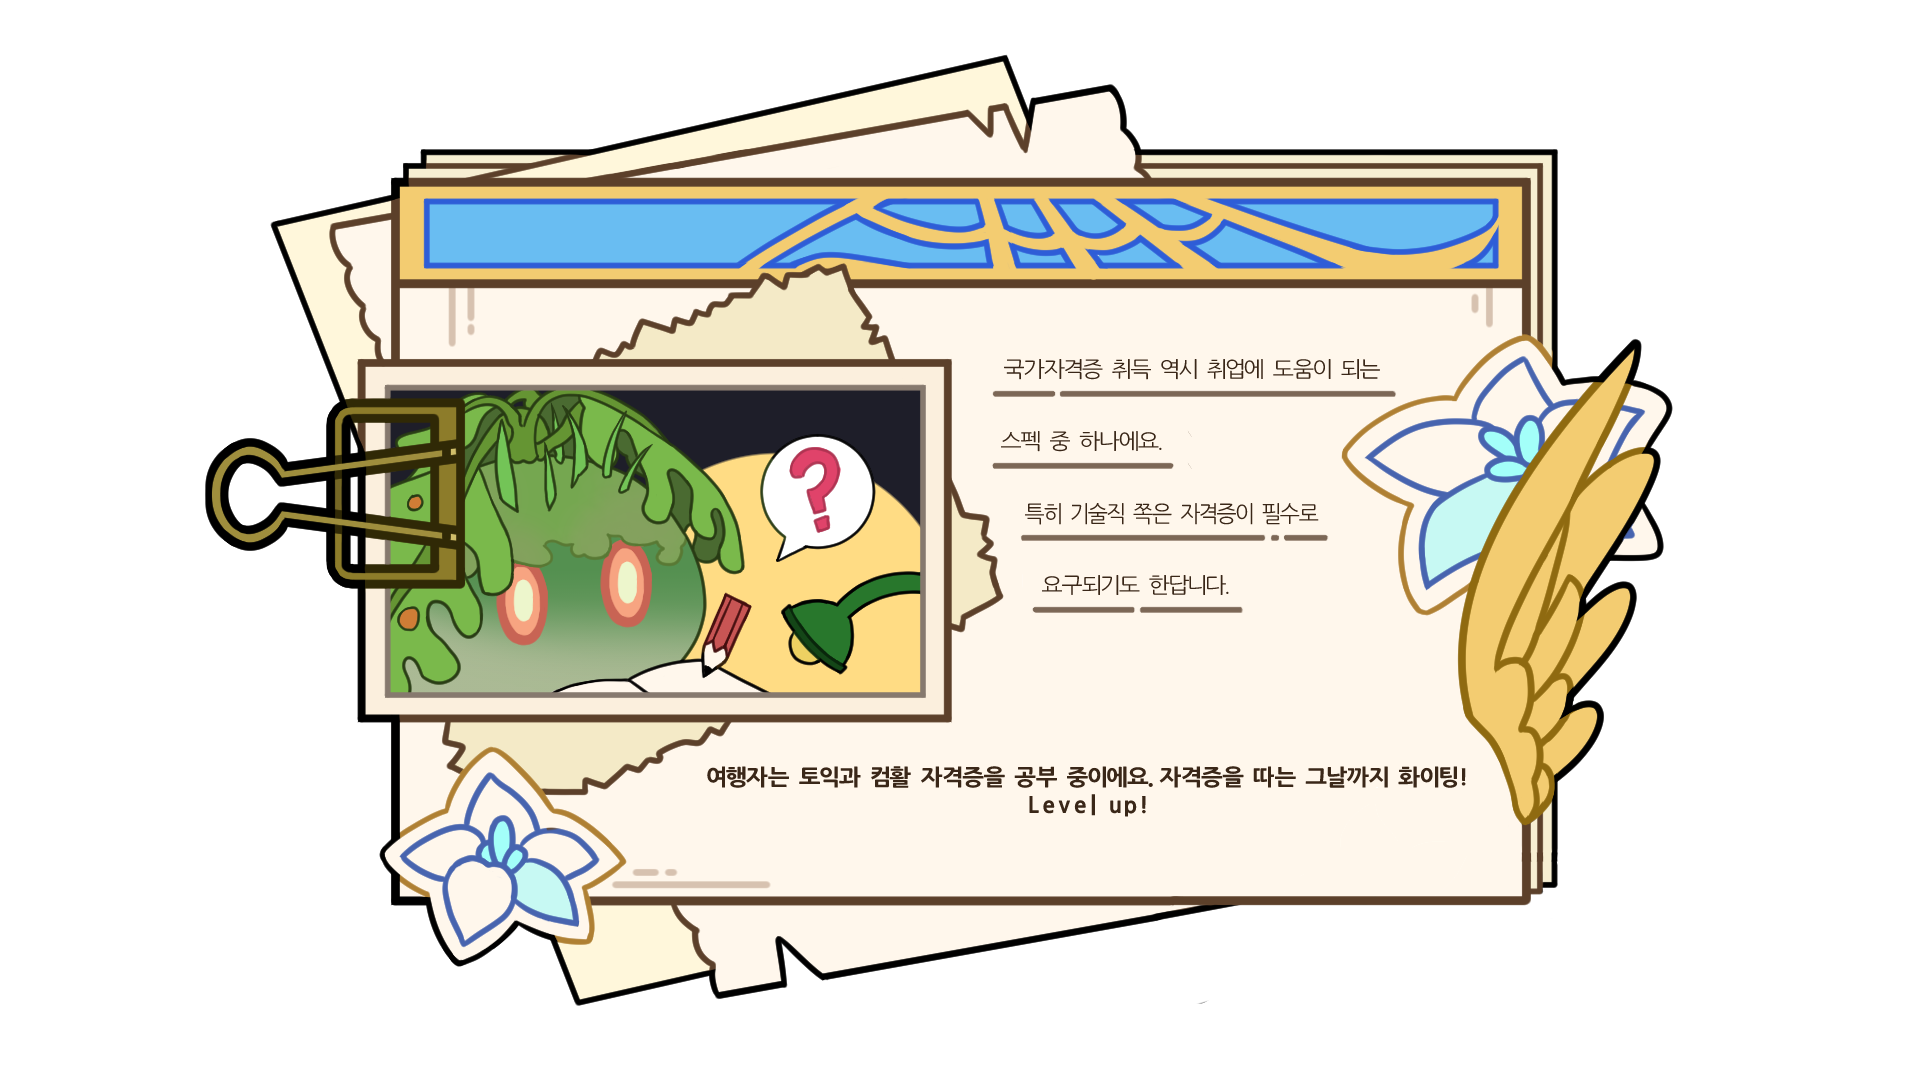 ?
국가자격증 취득 역시 취업에 도움이 되는
스펙 중 하나에요.
특히 기술직 쪽은 자격증이 필수로
요구되기도 한답니다.
여행자는 토익과 컴활 자격증을 공부 중이에요. 자격증을 따는 그날까지 화이팅!
Level up!